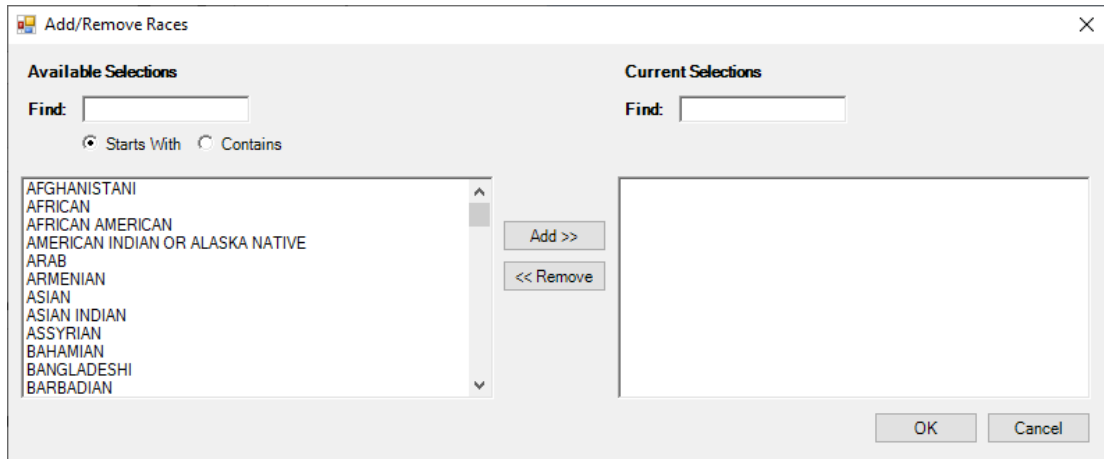 Add/Remove Races
Available Selections
Find:
Starts With
Contains
AFGHANISTANI
AFRICAN
AFRICAN AMERICAN
AMERICAN INDIAN OR ALASKA NATIVE
ARAB
ARMENIAN
ASIAN
ASIAN INDIAN
ASSYRIAN
BAHAMIAN
BANGLADESHI
BARBADIAN
Add >>
<< Remove
Current Selections
Find:
OK
Cancel